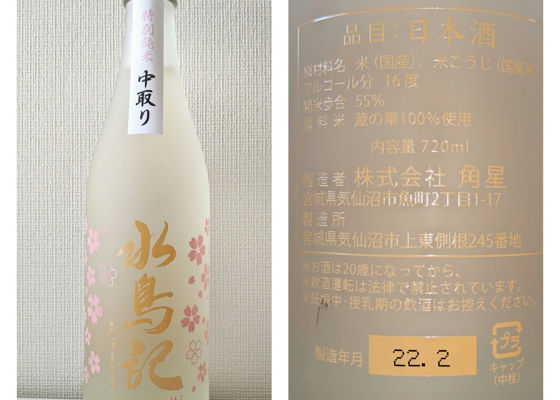 特別純米
中取り
水鳥記
品目：日本酒
原材料名 米（国産）、米こうじ（国産米）
アルコール分 16度
精米歩合 55%
原料米 蔵の華100%使用
内容量 720ml
製造者 株式会社 角星
宮城県気仙沼市魚町2丁目1-17
製造所
宮城県気仙沼市上東側根245番地
※お酒は20歳になってから。
※飲酒運転は法律で禁止されています。
※妊娠中・授乳期の飲酒はお控えください。
製造年月 22. 2
プラ
キャップ
（中栓）